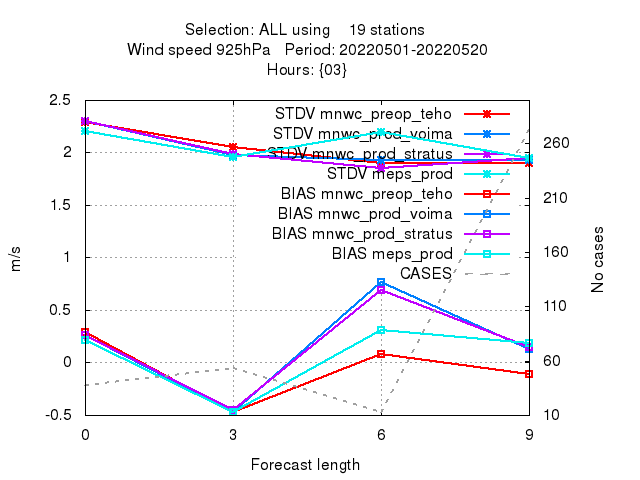 Selection: ALL using 19 stations
Wind speed 925hPa Period: 20220501-20220520
Hours: {03}
2.5
2
1.5
1
0.5
0
-0.5
m/s
STDV mnwc_preop_teho
STDV mnwc_prod_voima
STDV mnwc_prod_stratus
STDV meps_prod
BIAS mnwc_preop_teho
BIAS mnwc_prod_voima
BIAS mnwc_prod_stratus
BIAS meps_prod
CASES
260
210
160
110
60
10
No cases
0 3 6 9
Forecast length